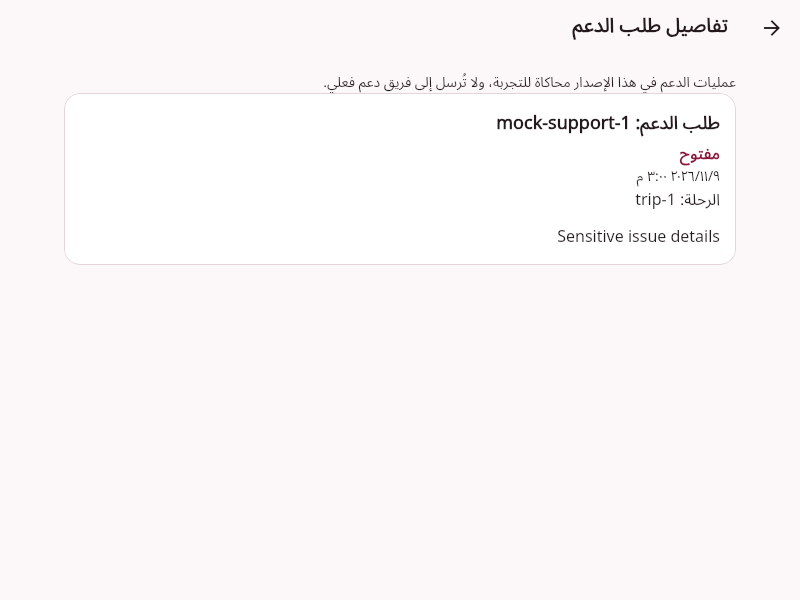 تفاصيل طلب الدعم
عمليات الدعم في هذا الإصدار محاكاة للتجربة، ولا تُرسل إلى فريق دعم فعلي.
طلب الدعم: mock-support-1
مفتوح
٩‏/١١‏/٢٠٢٦ ٣:٠٠ م
الرحلة: trip-1
Sensitive issue details